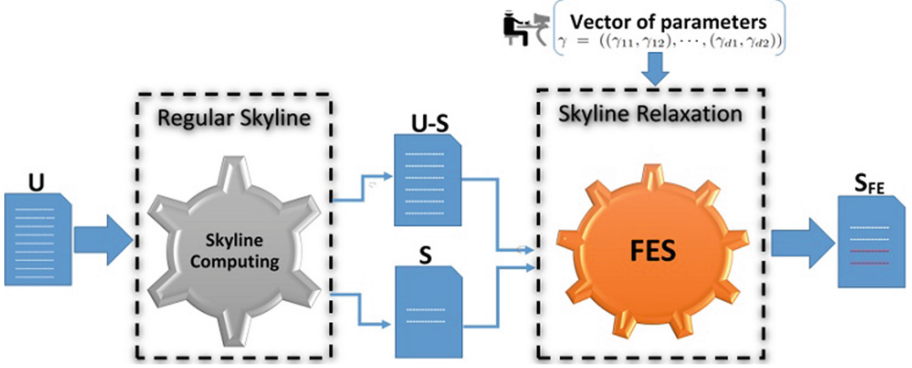 Vector of parameters
γ = ((γ11, γ12), · · · , (γd1, γd2))
Regular Skyline
Skyline Relaxation
U-S
U
SFE
Skyline
Computing
FES
S